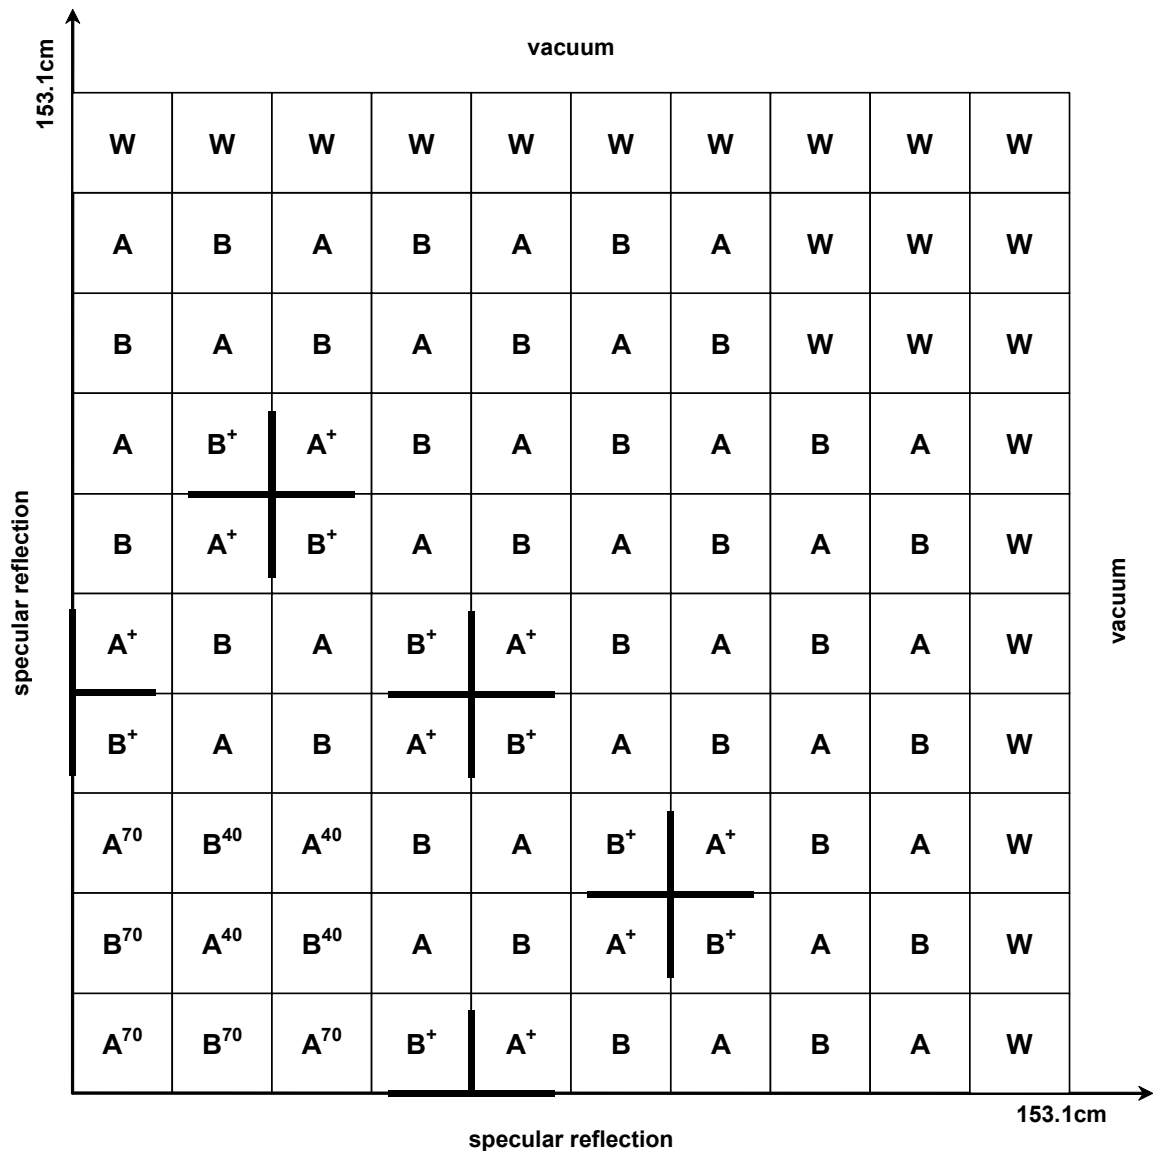 vacuum
153.1cm
W W W W W W W W W W
A B A B A B A W W W
B A B A B A B W W W
A B⁺ A⁺ B A B A B A W
B A⁺ B⁺ A B A B A B W
specular reflection
vacuum
A⁺ B A B⁺ A⁺ B A B A W
B⁺ A B A⁺ B⁺ A B A B W
A⁷⁰ B⁴⁰ A⁴⁰ B A B⁺ A⁺ B A W
B⁷⁰ A⁴⁰ B⁴⁰ A B A⁺ B⁺ A B W
A⁷⁰ B⁷⁰ A⁷⁰ B⁺ A⁺ B A B A W
153.1cm
specular reflection